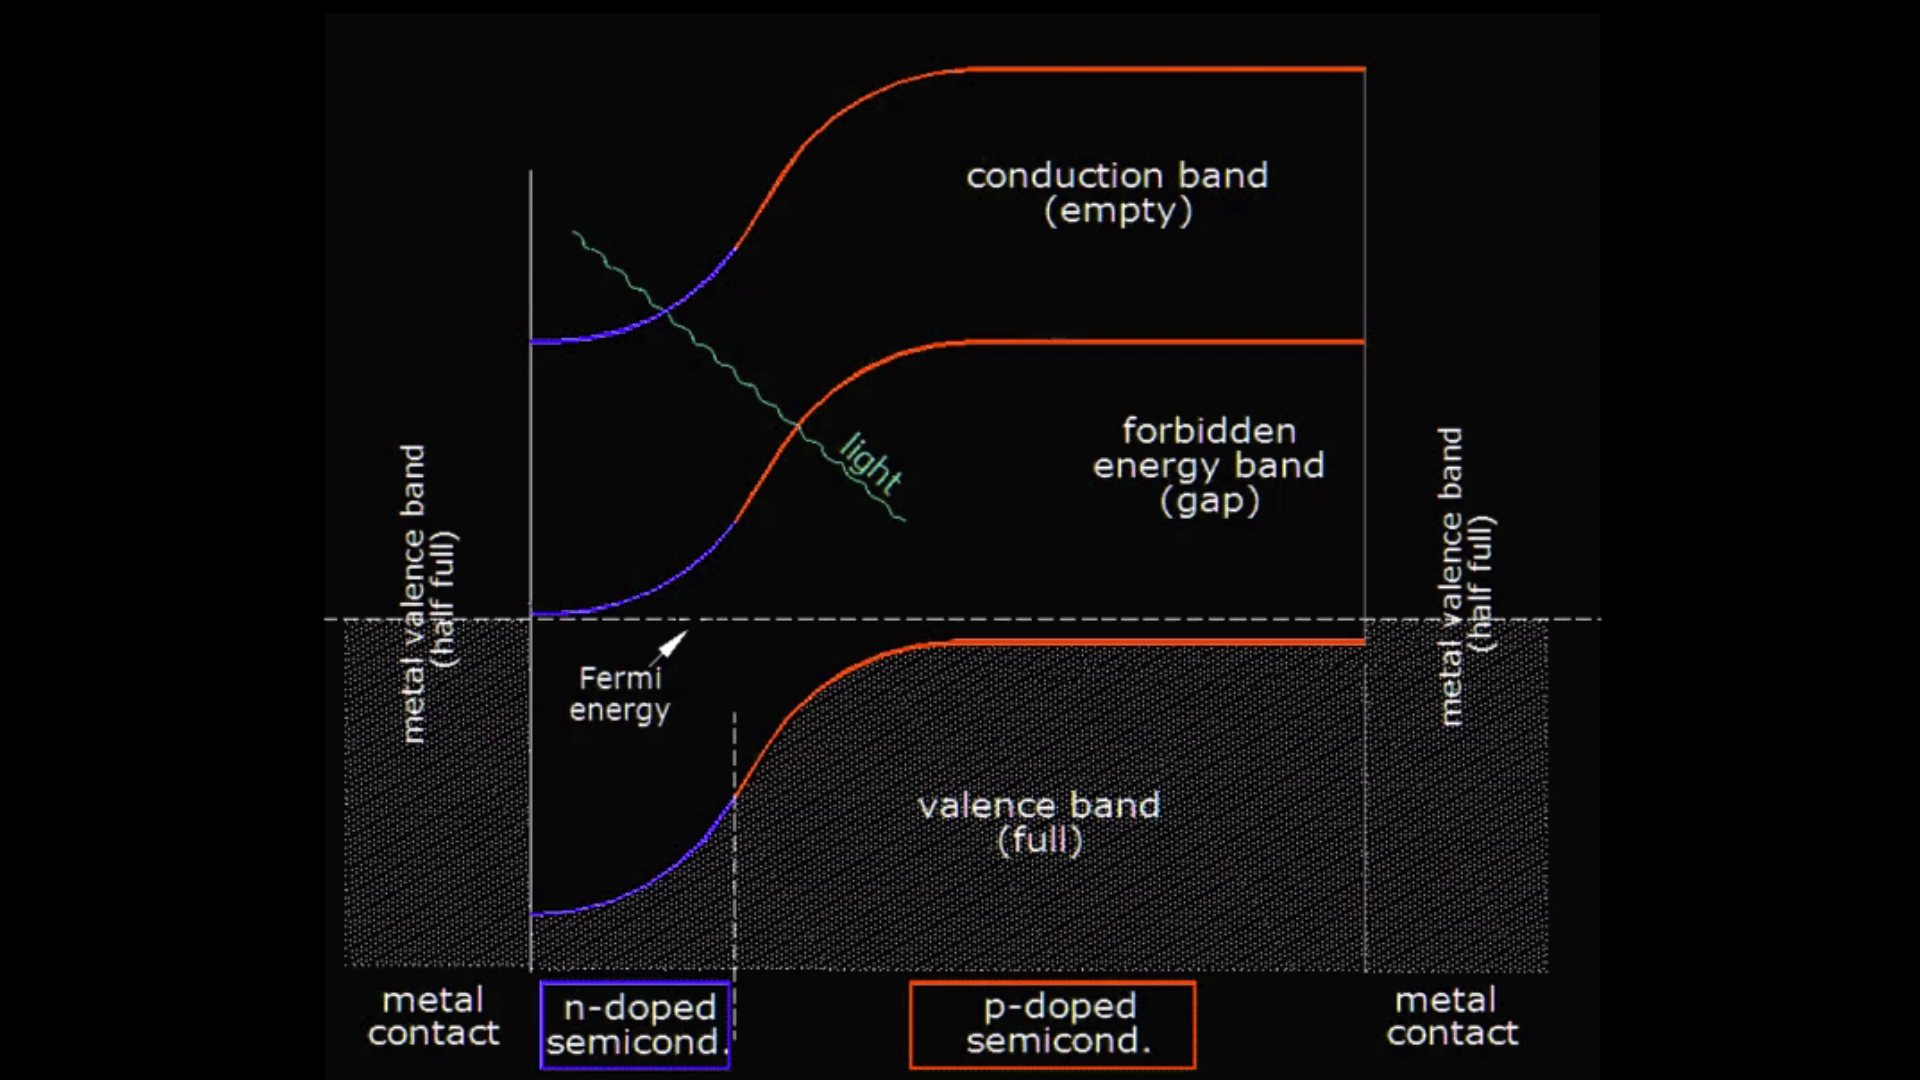 conduction band
(empty)
light
forbidden
energy band
(gap)
metal valence band
(half full)
metal valence band
(half full)
Fermi
energy
valence band
(full)
metal
contact
n-doped
semicond.
p-doped
semicond.
metal
contact